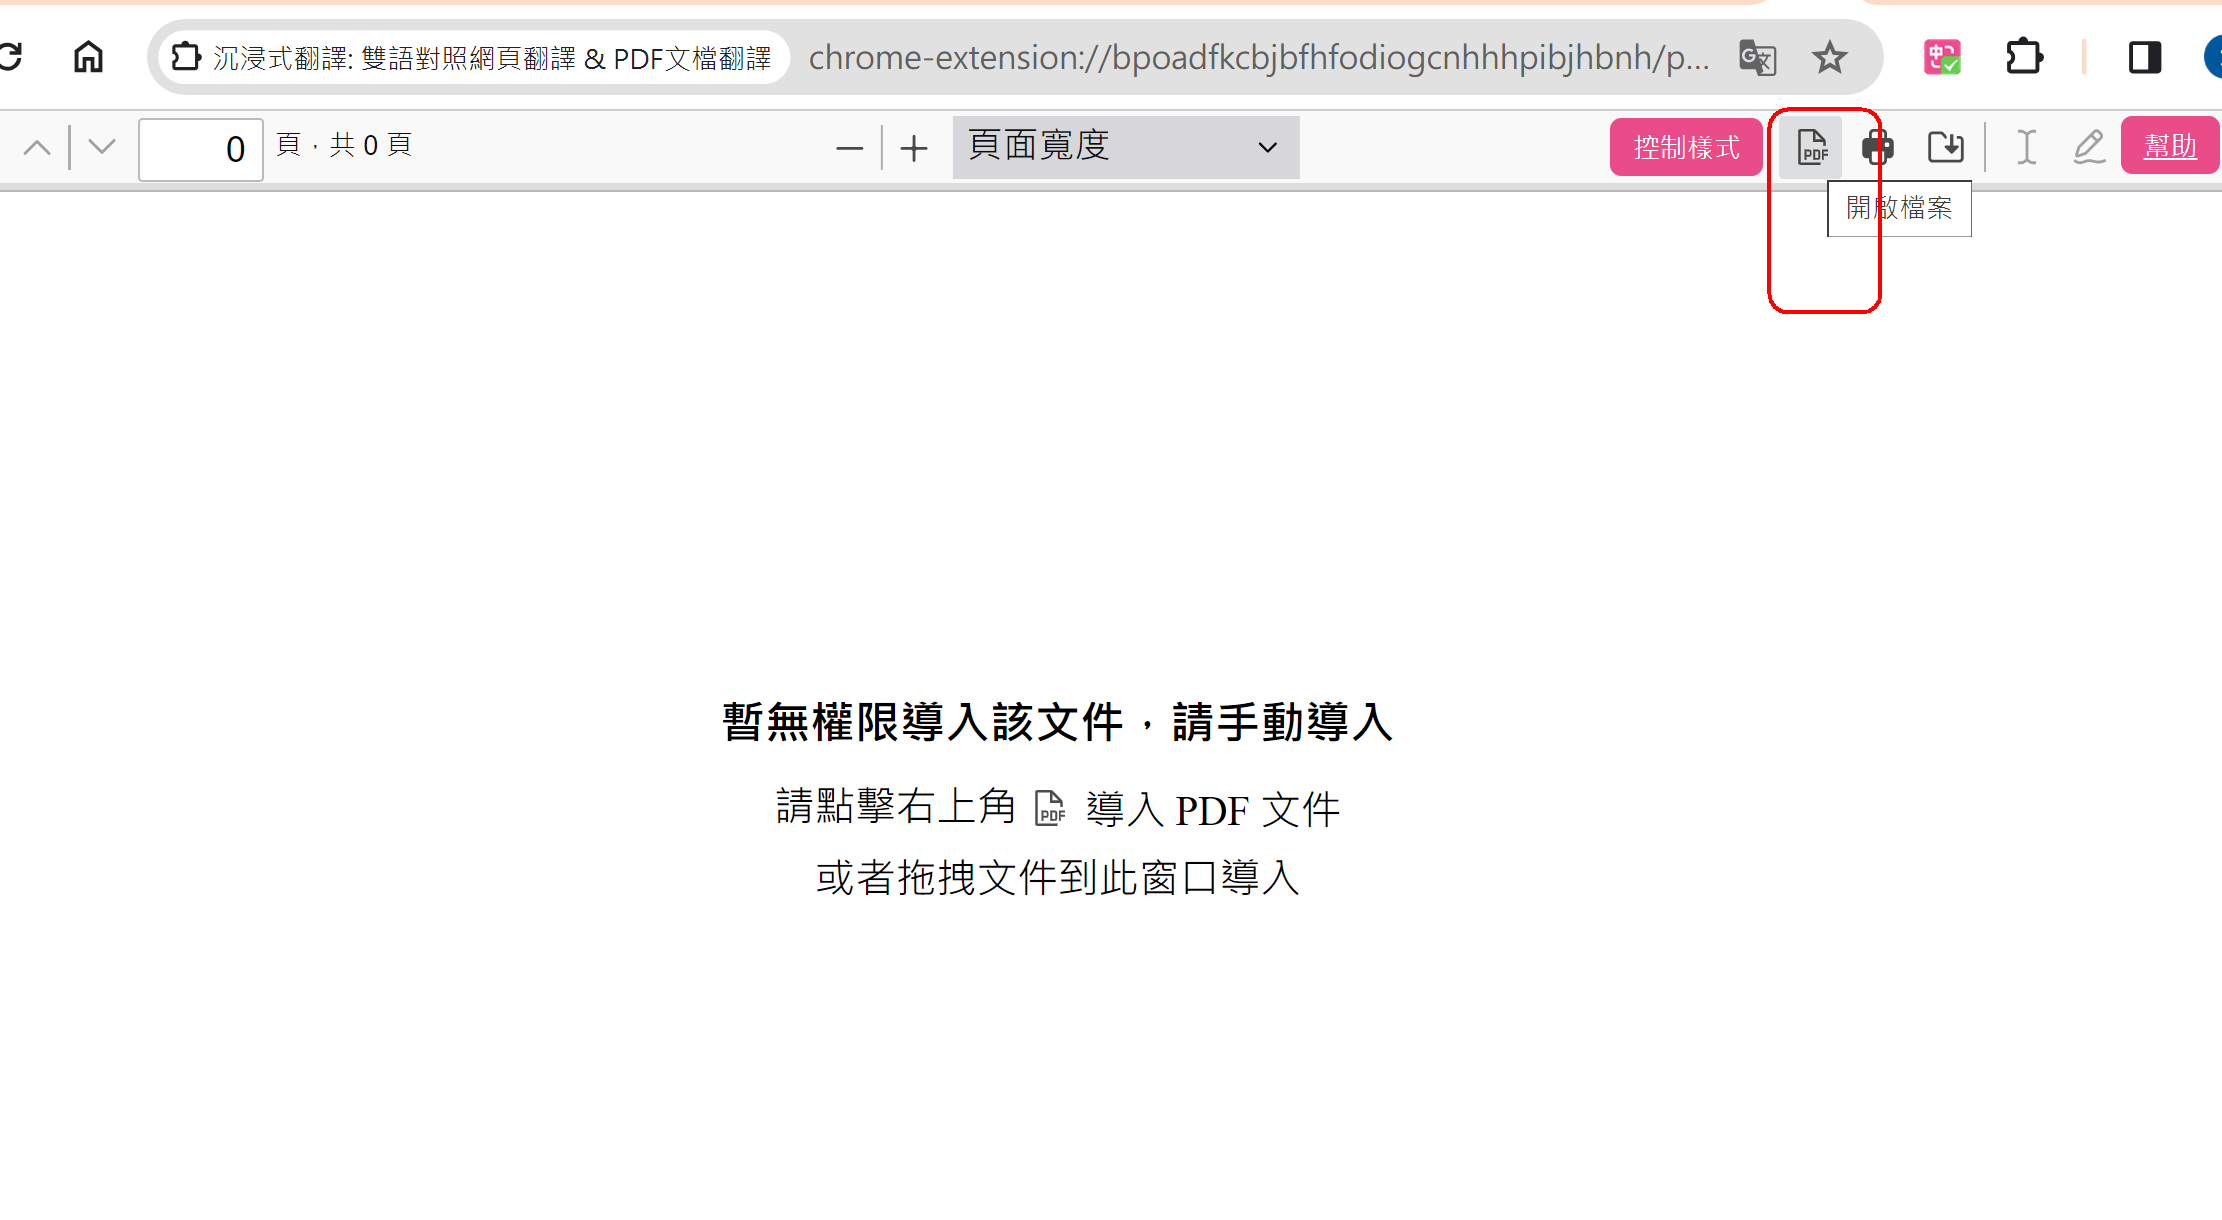 沉浸式翻譯: 雙語對照網頁翻譯 & PDF文檔翻譯 chrome-extension://bpoadfkcbjbfhfodiogcnhhhpibjhbnh/p...
0 頁，共 0 頁 頁面寬度 控制樣式 PDF 幫助
開啟檔案
暫無權限導入該文件，請手動導入
請點擊右上角 PDF 導入 PDF 文件
或者拖拽文件到此窗口導入